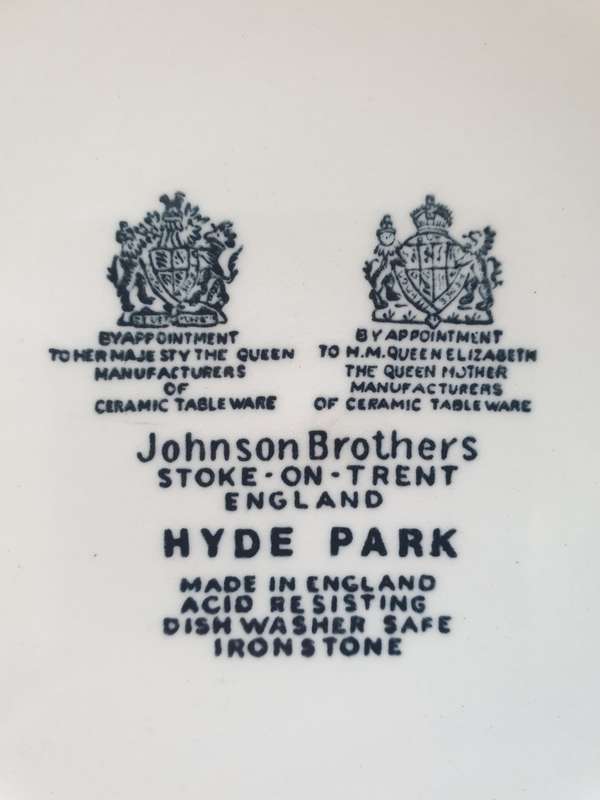 BY APPOINTMENT
TO HER MAJESTY THE QUEEN
MANUFACTURERS
OF
CERAMIC TABLEWARE
BY APPOINTMENT
TO H.M. QUEEN ELIZABETH
THE QUEEN MOTHER
MANUFACTURERS
OF CERAMIC TABLEWARE
Johnson Brothers
STOKE-ON-TRENT
ENGLAND
HYDE PARK
MADE IN ENGLAND
ACID RESISTING
DISH WASHER SAFE
IRONSTONE